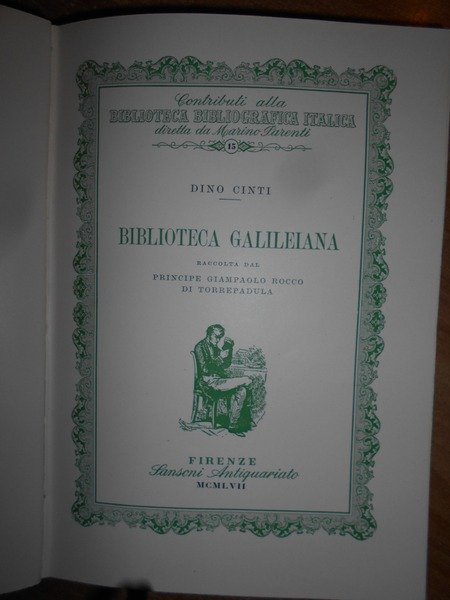 Contributi alla
BIBLIOTECA BIBLIOGRAFICA ITALICA
diretta da Marino Parenti
15
DINO CINTI
BIBLIOTECA GALILEIANA
RACCOLTA DAL
PRINCIPE GIAMPAOLO ROCCO
DI TORREPADULA
FIRENZE
Sansoni Antiquariato
MCMLVII